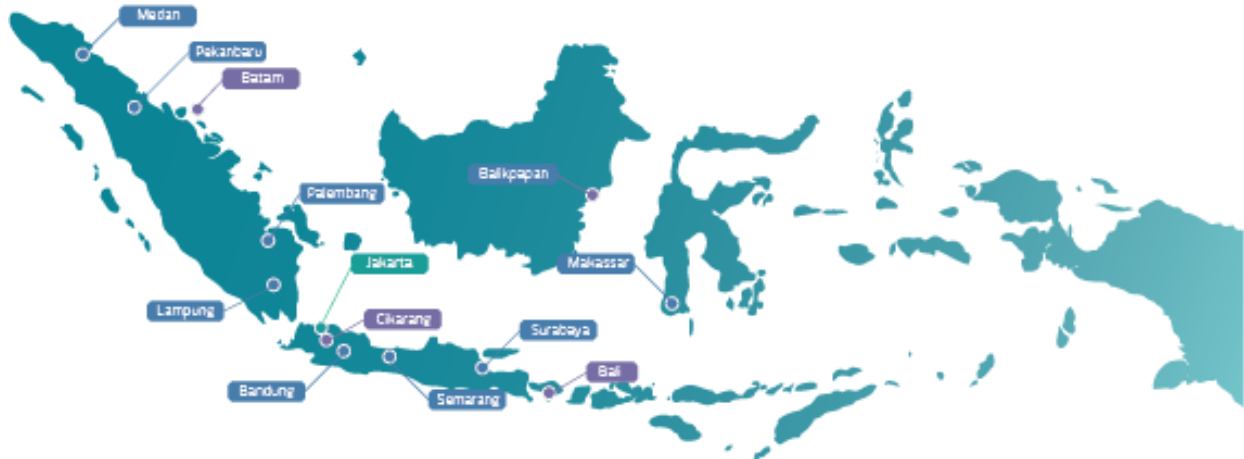 Medan
Pekanbaru
Batam
Balikpapan
Palembang
Jakarta
Makassar
Lampung
Cikarang
Surabaya
Bali
Bandung
Semarang